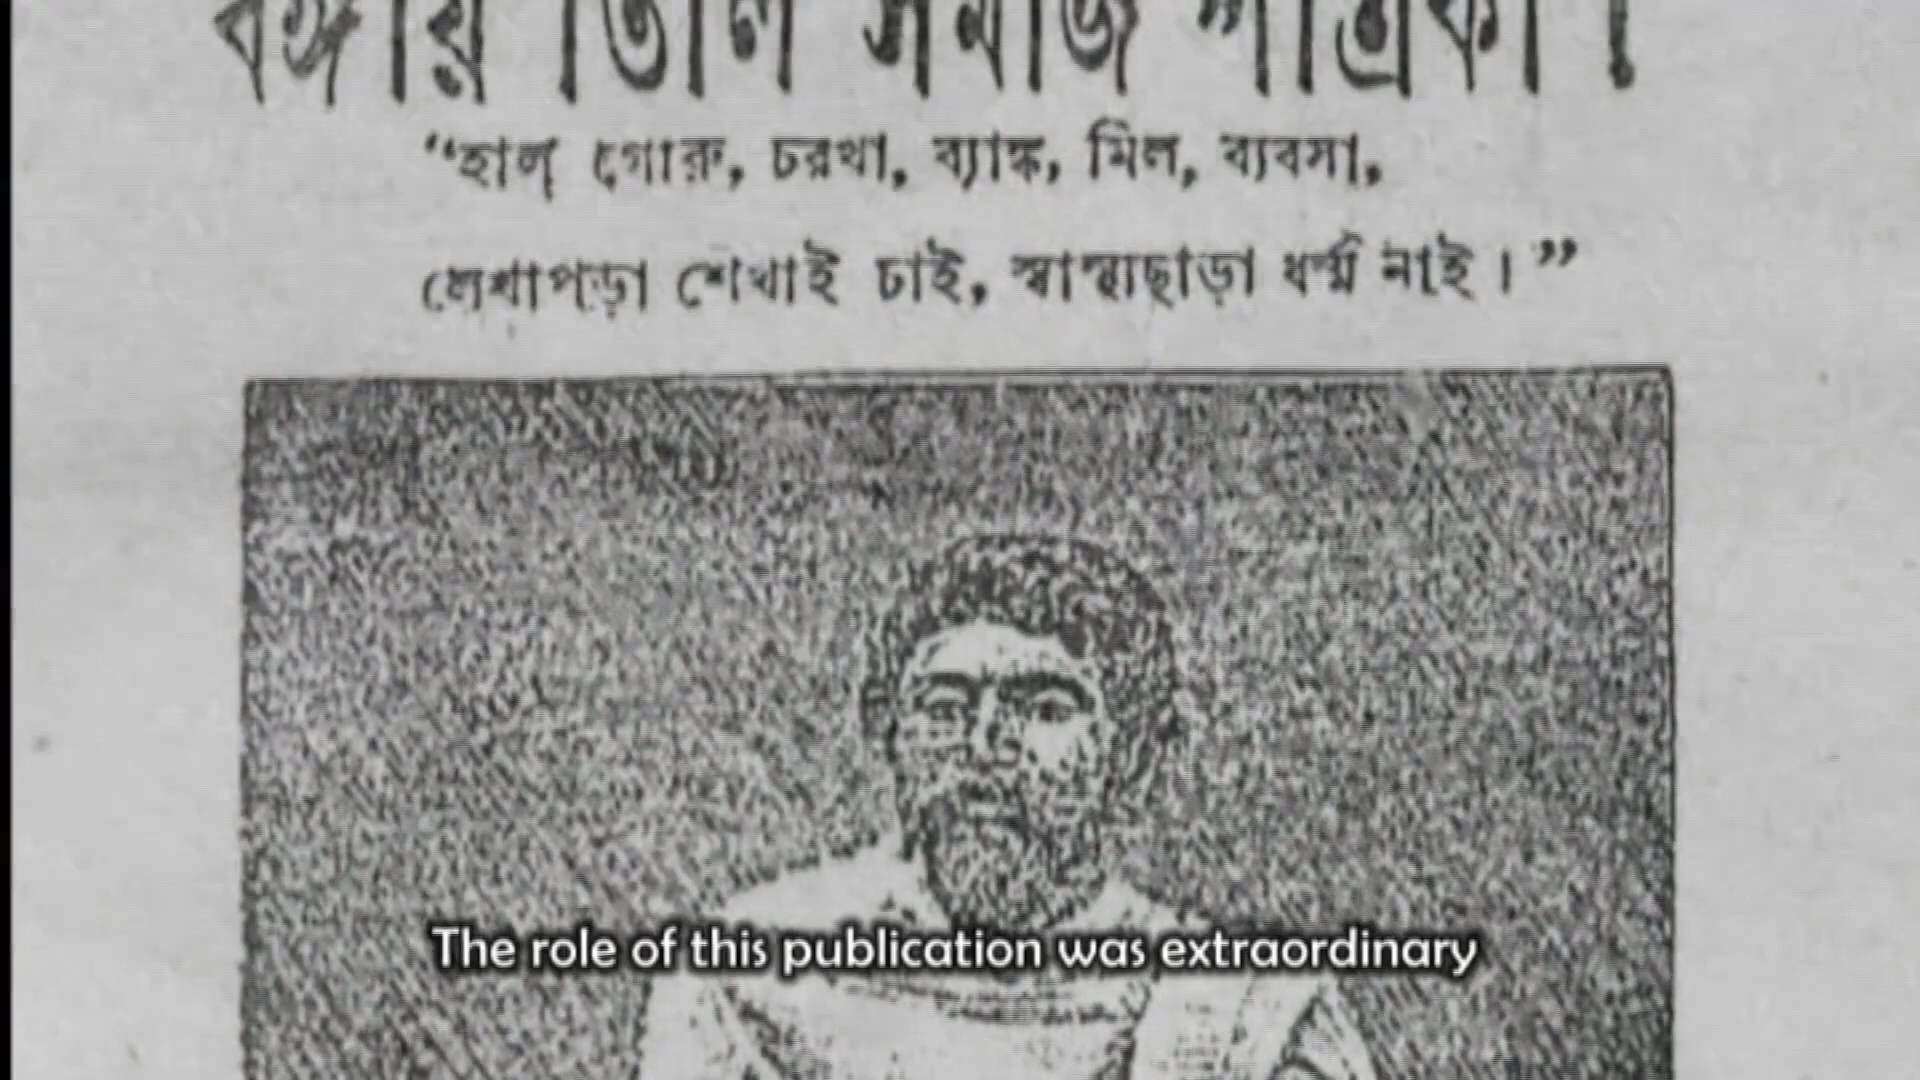 বঙ্গীয় তিলি সমাজ পত্রিকা।
“হাল্ গোরু, চরখা, ব্যাঙ্ক, মিল, ব্যবসা,
লেখাপড়া শেখাই চাই, স্বাস্থ্যছাড়া ধর্ম্ম নাই।”
The role of this publication was extraordinary